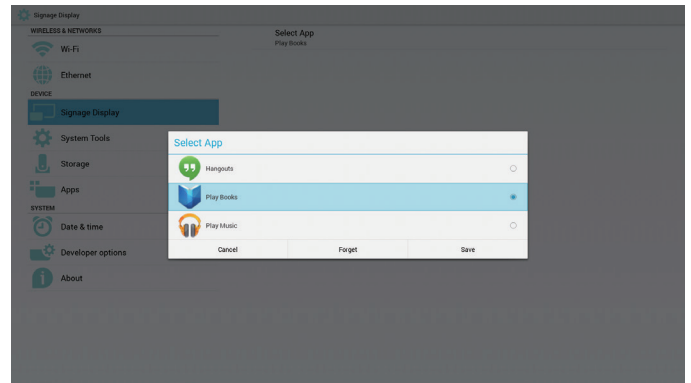 Signage Display
WIRELESS & NETWORKS
Wi-Fi
Ethernet
DEVICE
Signage Display
System Tools
Storage
Apps
SYSTEM
Date & time
Developer options
About
Select App
Play Books
Select App
Hangouts
Play Books
Play Music
Cancel Forget Save